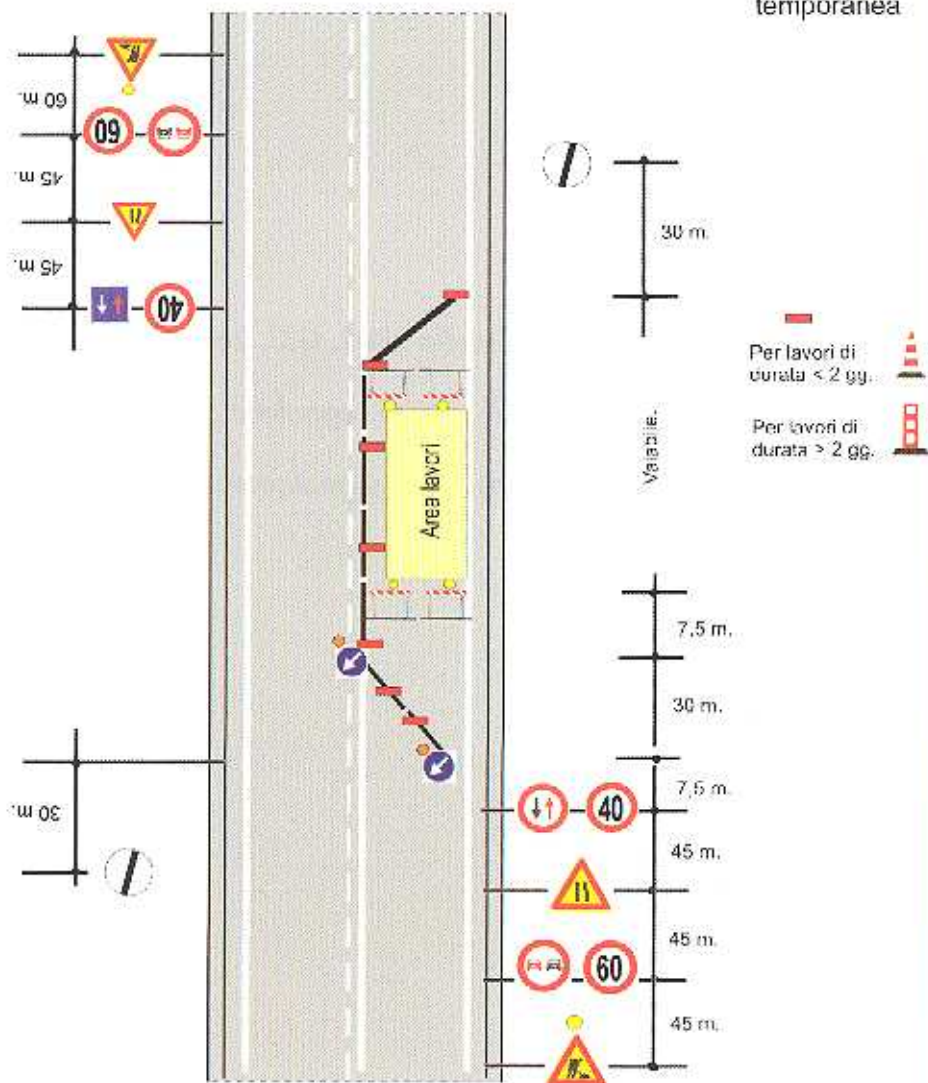 temporanea
60 m.
60
45 m.
45 m.
40
30 m.
Per lavori di
durata < 2 gg.
Per lavori di
durata > 2 gg.
Vaiabile.
Area lavori
7,5 m.
30 m.
7,5 m.
40
45 m.
30 m.
45 m.
60
45 m.